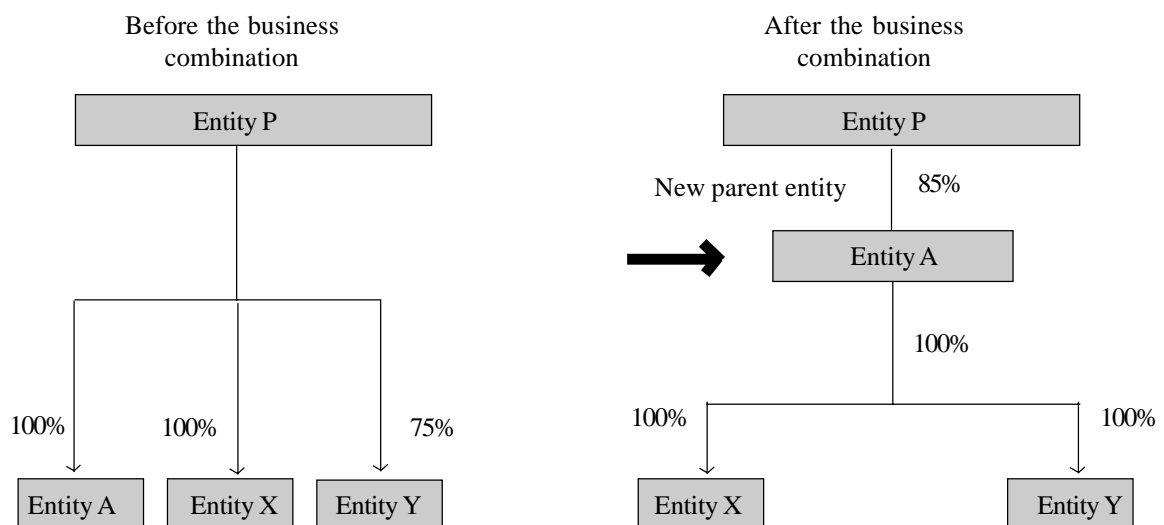 Before the business
combination
Entity P
100%
100%
75%
Entity A
Entity X
Entity Y
After the business
combination
Entity P
New parent entity
85%
Entity A
100%
100%
100%
Entity X
Entity Y